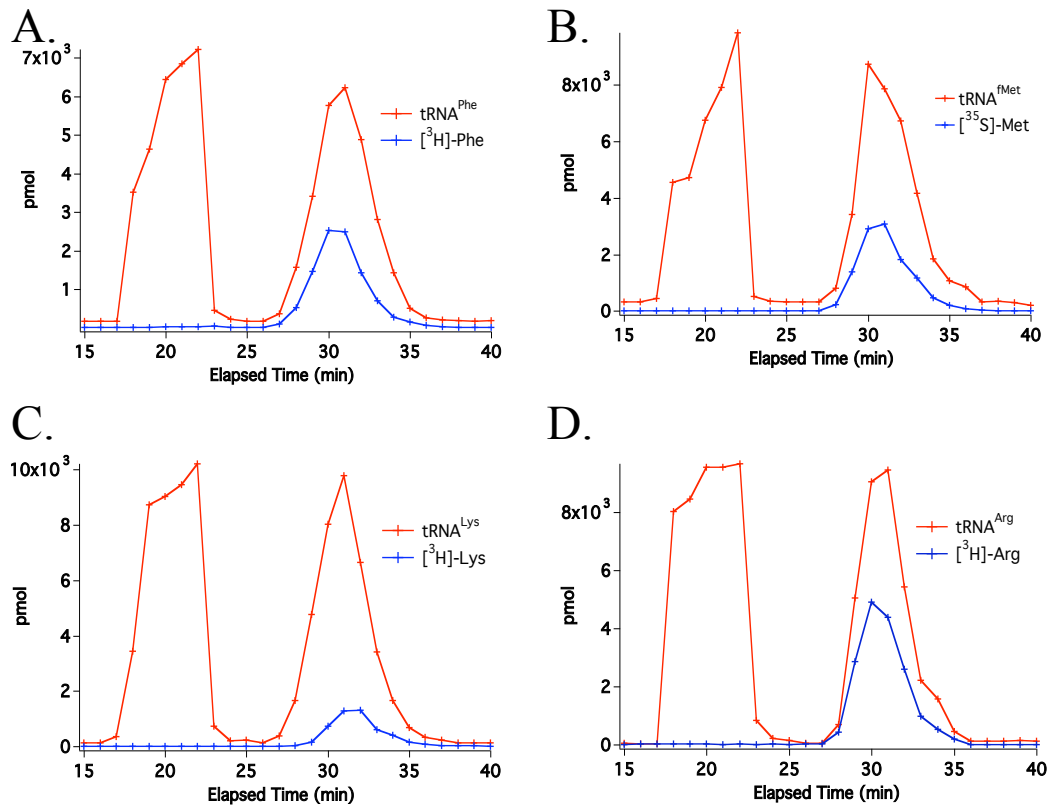 A.
7x10³
6
5
4
3
2
1
pmol
15 20 25 30 35 40
Elapsed Time (min)
tRNA^Phe
[³H]-Phe
B.
8x10³
6
4
2
0
pmol
15 20 25 30 35 40
Elapsed Time (min)
tRNA^fMet
[³⁵S]-Met
C.
10x10³
8
6
4
2
0
pmol
15 20 25 30 35 40
Elapsed Time (min)
tRNA^Lys
[³H]-Lys
D.
8x10³
6
4
2
0
pmol
15 20 25 30 35 40
Elapsed Time (min)
tRNA^Arg
[³H]-Arg